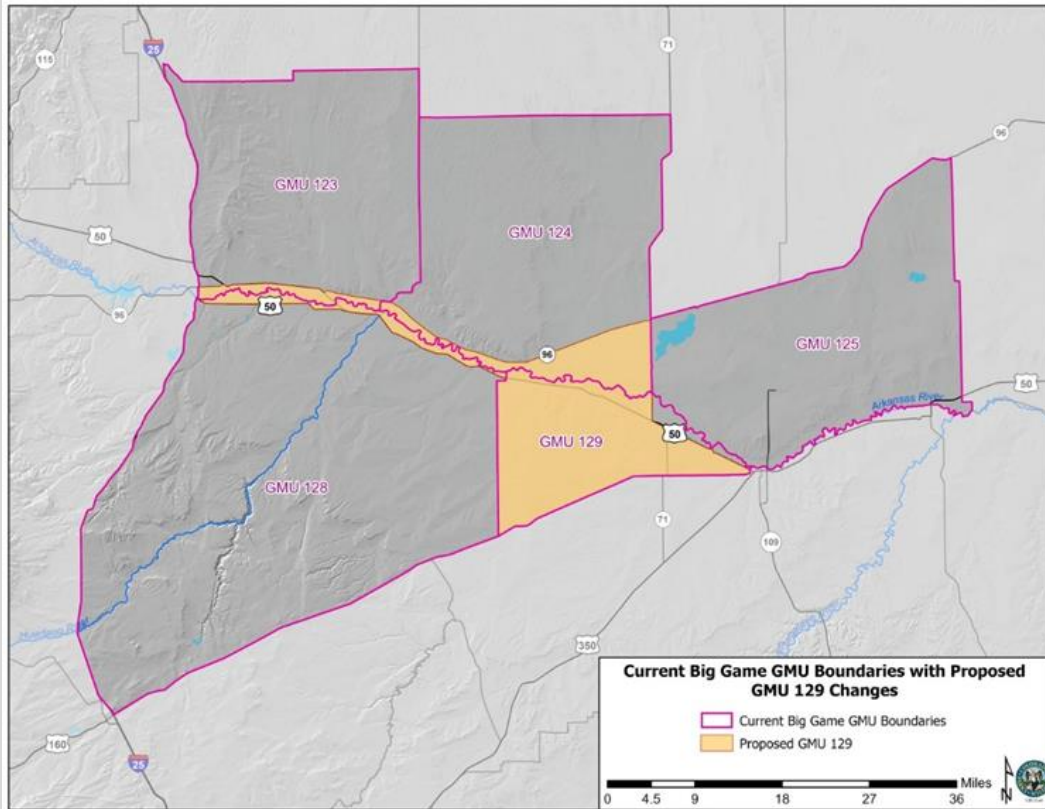 115
25
71
96
GMU 123
GMU 124
50
Arkansas River
50
96
96
GMU 125
50
Arkansas River
GMU 129
50
GMU 128
71
109
Huerfano River
350
160
25
Current Big Game GMU Boundaries with Proposed
GMU 129 Changes
Current Big Game GMU Boundaries
Proposed GMU 129
Miles
0 4.5 9 18 27 36
N